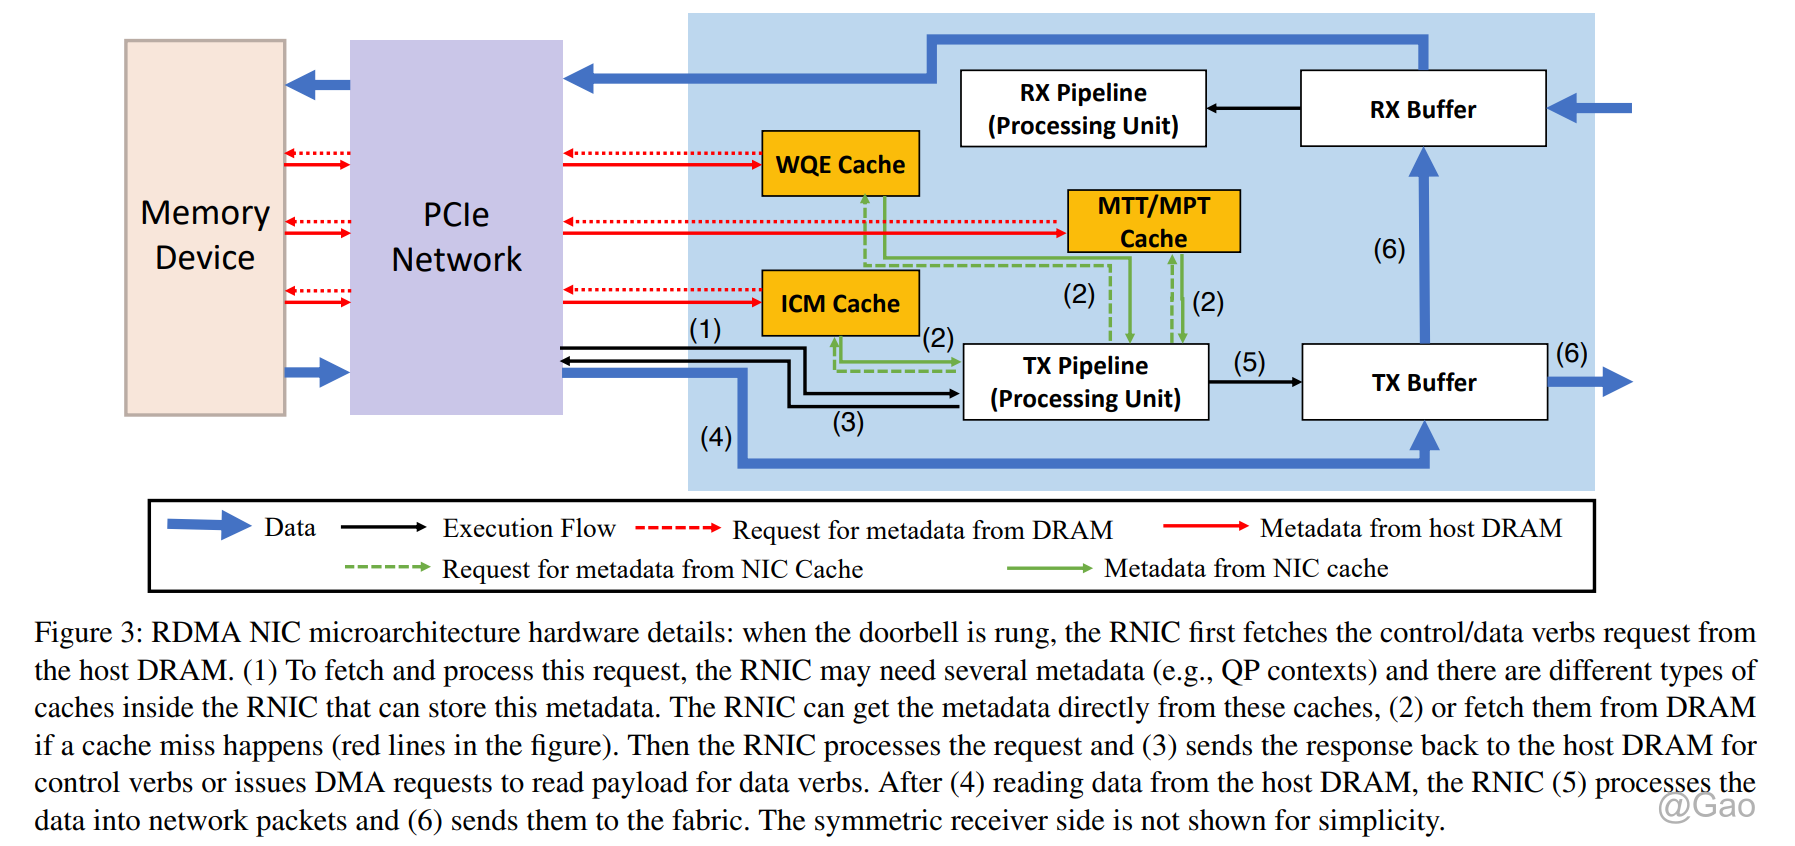 Memory
Device
PCIe
Network
RX Pipeline
(Processing Unit)
RX Buffer
WQE Cache
MTT/MPT
Cache
ICM Cache
(1)
(2)
(2)
(2)
(3)
(4)
TX Pipeline
(Processing Unit)
(5)
TX Buffer
(6)
(6)
Data
Execution Flow
Request for metadata from DRAM
Metadata from host DRAM
Request for metadata from NIC Cache
Metadata from NIC cache
Figure 3: RDMA NIC microarchitecture hardware details: when the doorbell is rung, the RNIC first fetches the control/data verbs request from
the host DRAM. (1) To fetch and process this request, the RNIC may need several metadata (e.g., QP contexts) and there are different types of
caches inside the RNIC that can store this metadata. The RNIC can get the metadata directly from these caches, (2) or fetch them from DRAM
if a cache miss happens (red lines in the figure). Then the RNIC processes the request and (3) sends the response back to the host DRAM for
control verbs or issues DMA requests to read payload for data verbs. After (4) reading data from the host DRAM, the RNIC (5) processes the
data into network packets and (6) sends them to the fabric. The symmetric receiver side is not shown for simplicity.
@Gao